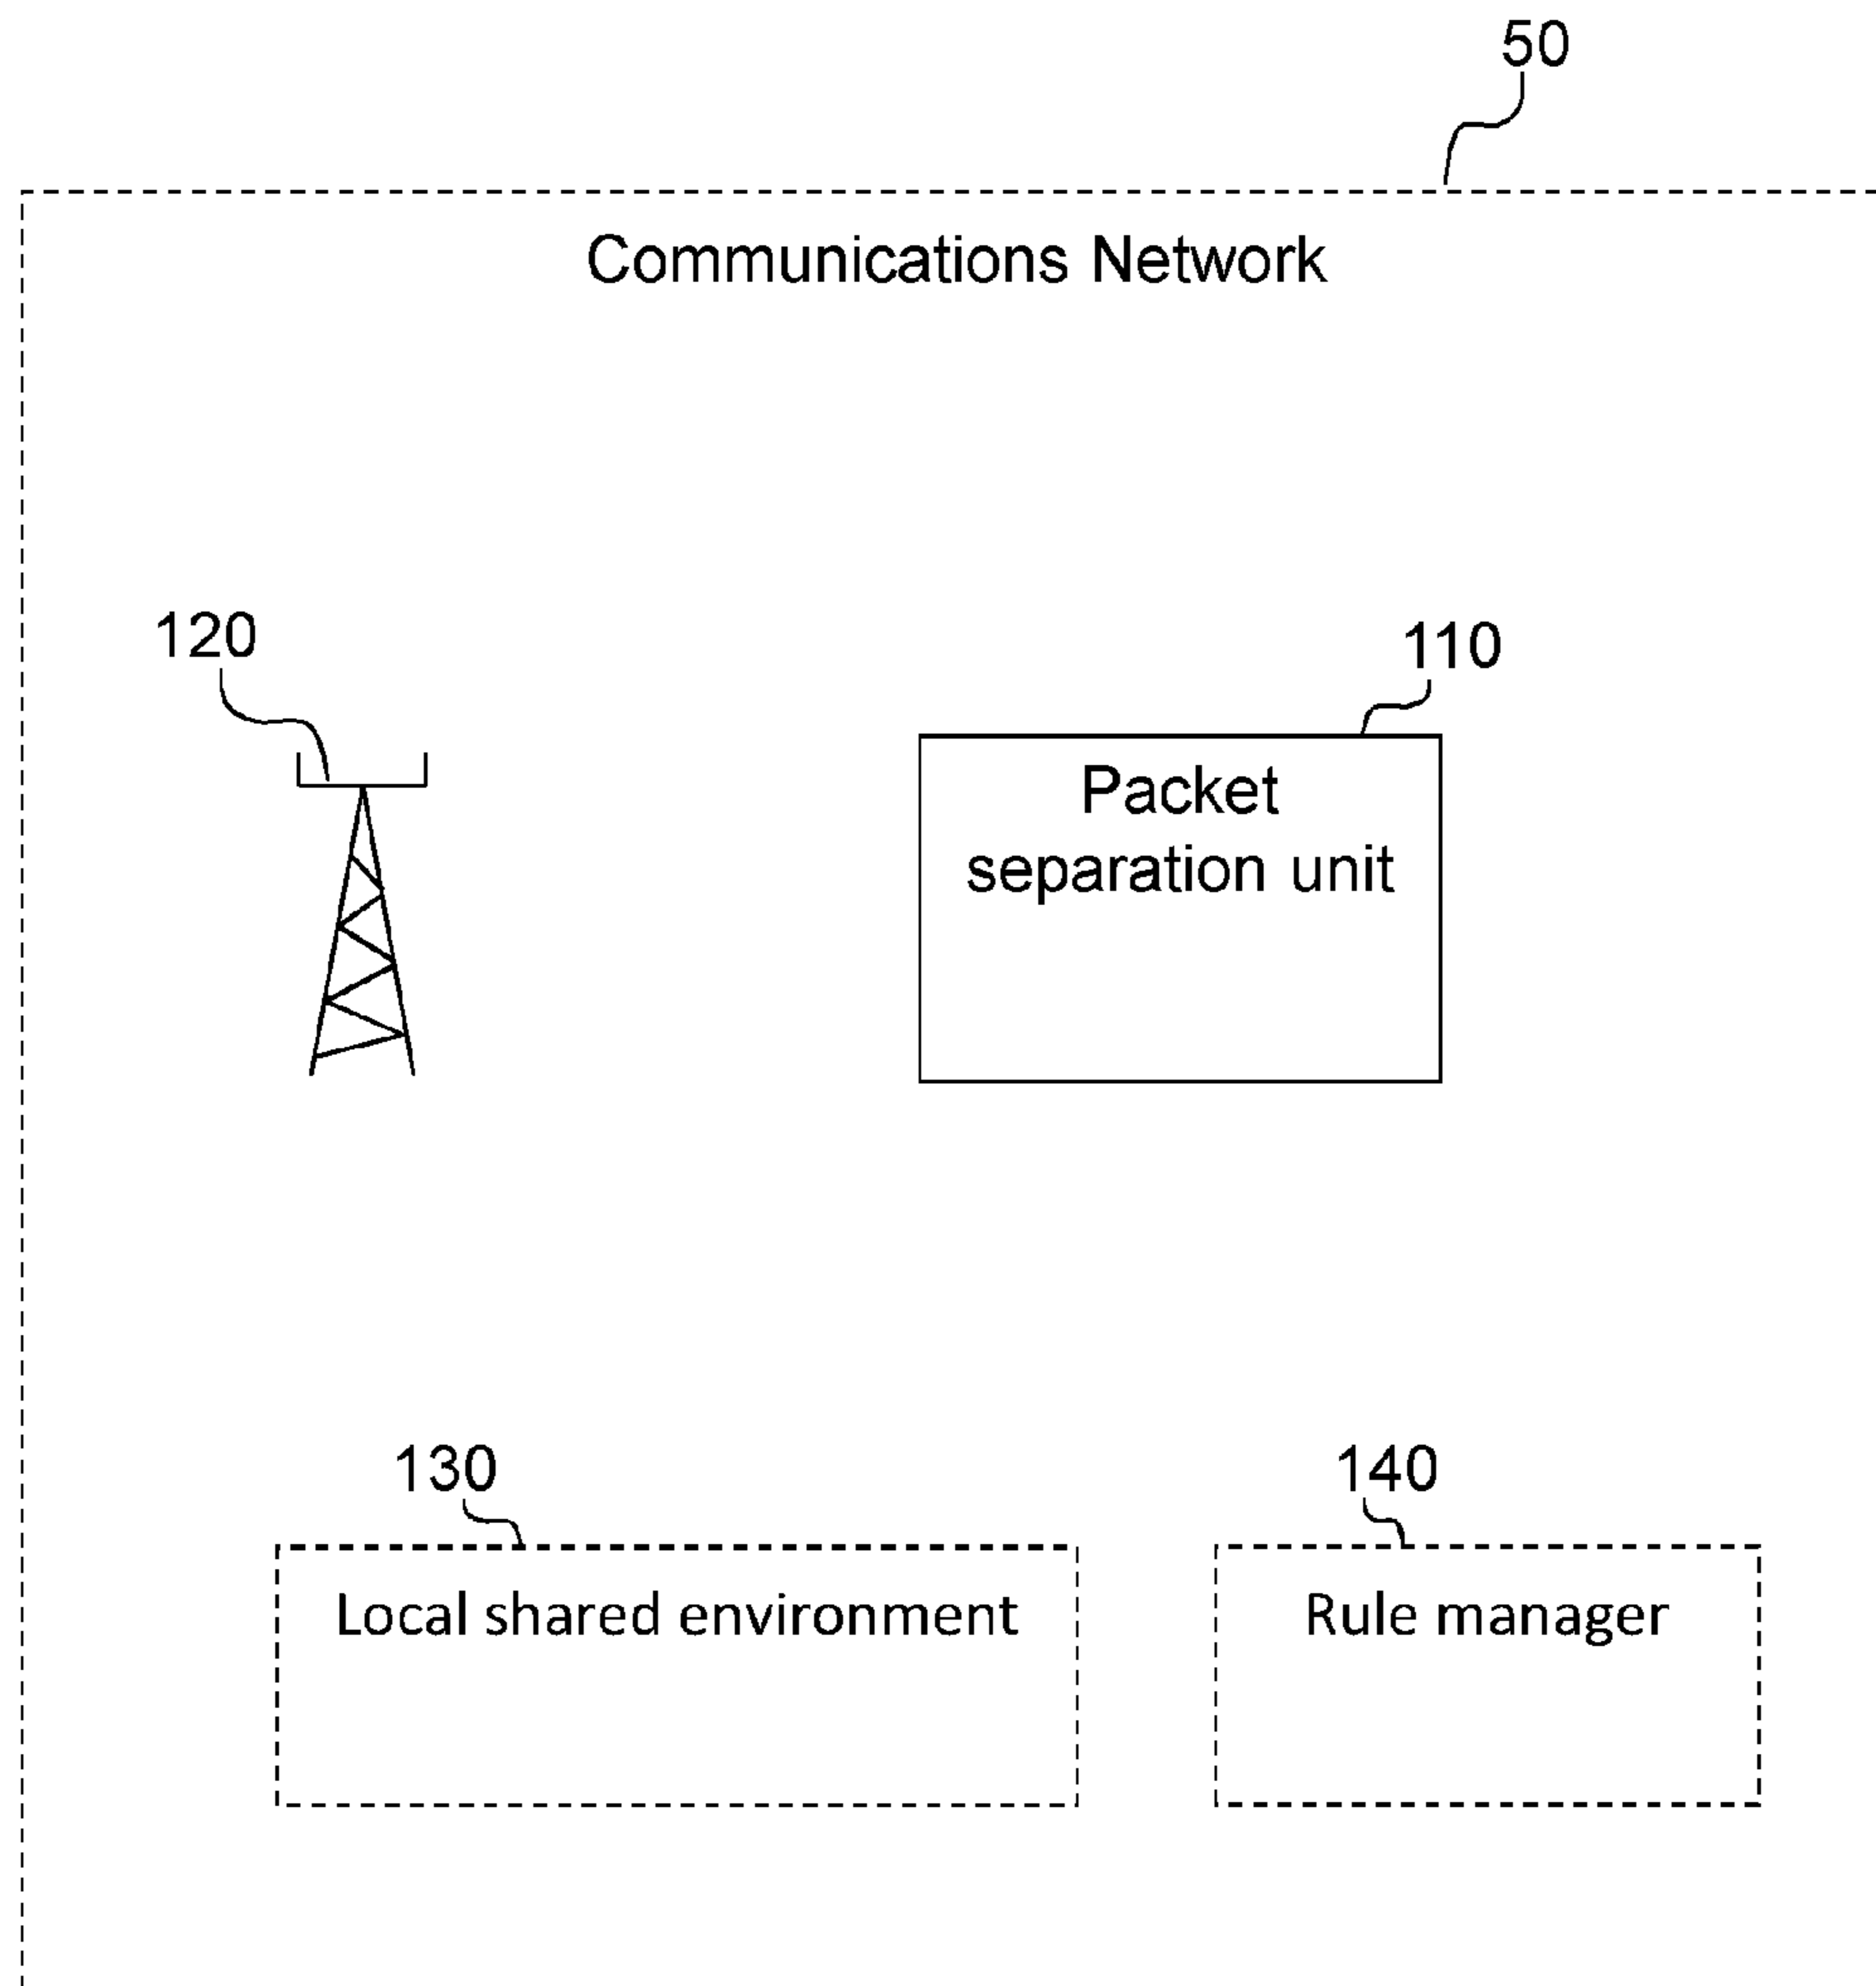 50
Communications Network
120
110
Packet
separation unit
130
140
Local shared environment
Rule manager